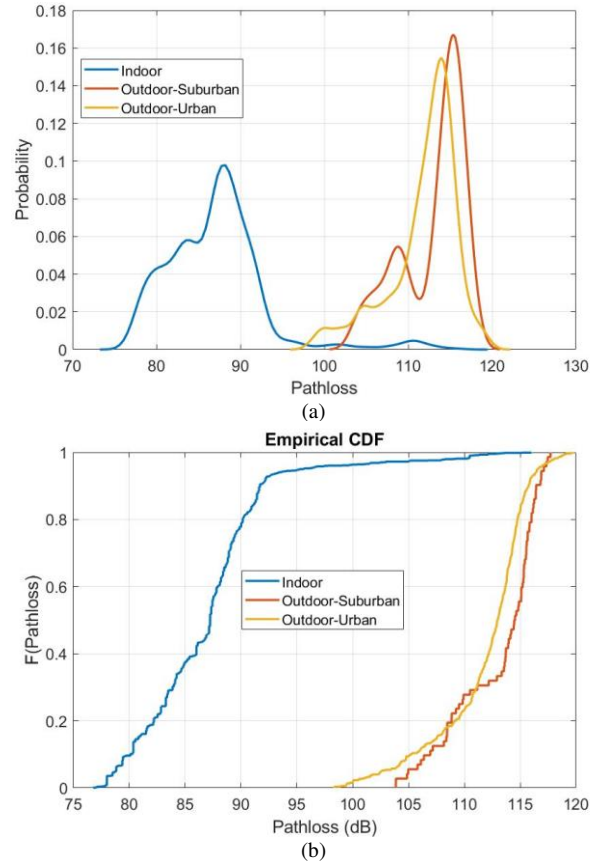 0.18
0.16
0.14
0.12
0.1
0.08
0.06
0.04
0.02
0
Probability
Indoor
Outdoor-Suburban
Outdoor-Urban
70 80 90 100 110 120 130
Pathloss
(a)
Empirical CDF
1
0.8
0.6
0.4
0.2
0
F(Pathloss)
Indoor
Outdoor-Suburban
Outdoor-Urban
75 80 85 90 95 100 105 110 115 120
Pathloss (dB)
(b)